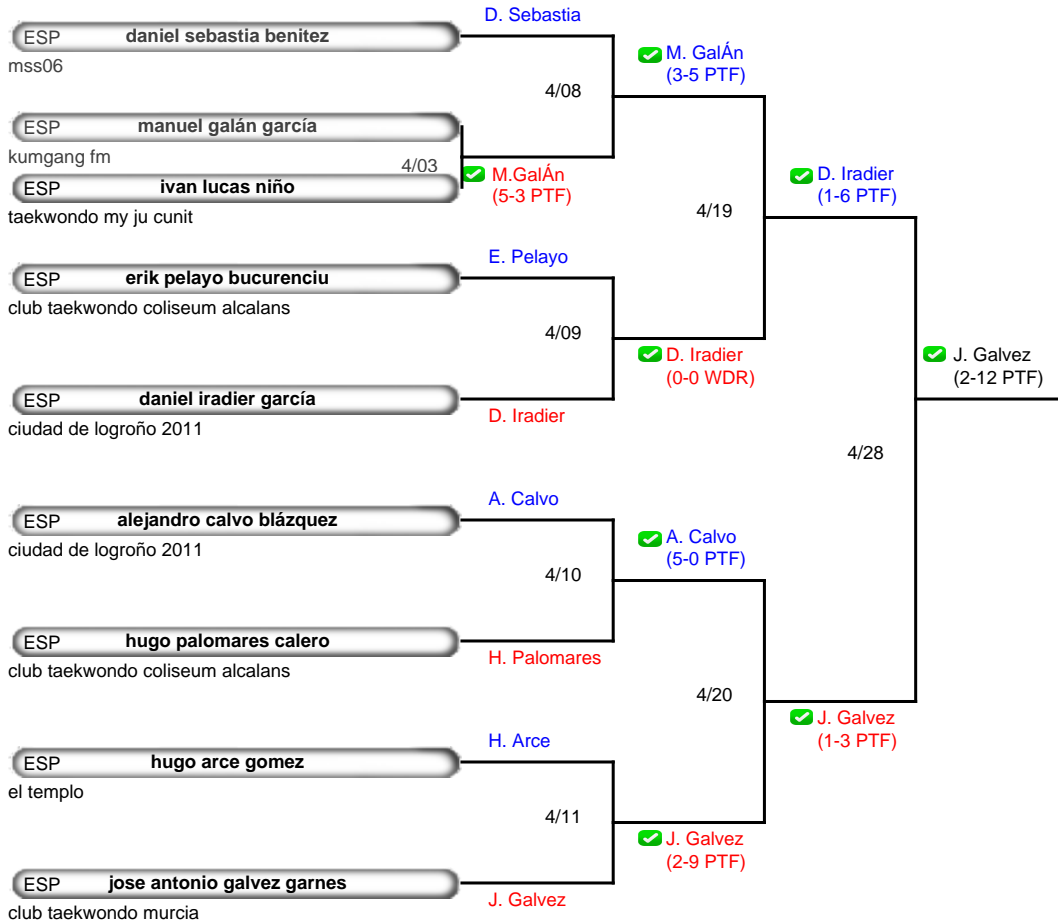 D. Sebastia
ESP daniel sebastia benitez
mss06
M. GalÁn
(3-5 PTF)
4/08
ESP manuel galán garcía
kumgang fm
4/03
M.GalÁn
(5-3 PTF)
ESP ivan lucas niño
taekwondo my ju cunit
D. Iradier
(1-6 PTF)
4/19
E. Pelayo
ESP erik pelayo bucurenciu
club taekwondo coliseum alcalans
4/09
D. Iradier
(0-0 WDR)
J. Galvez
(2-12 PTF)
ESP daniel iradier garcía
D. Iradier
ciudad de logroño 2011
4/28
A. Calvo
ESP alejandro calvo blázquez
ciudad de logroño 2011
A. Calvo
(5-0 PTF)
4/10
ESP hugo palomares calero
H. Palomares
club taekwondo coliseum alcalans
4/20
J. Galvez
(1-3 PTF)
H. Arce
ESP hugo arce gomez
el templo
4/11
J. Galvez
(2-9 PTF)
ESP jose antonio galvez garnes
J. Galvez
club taekwondo murcia